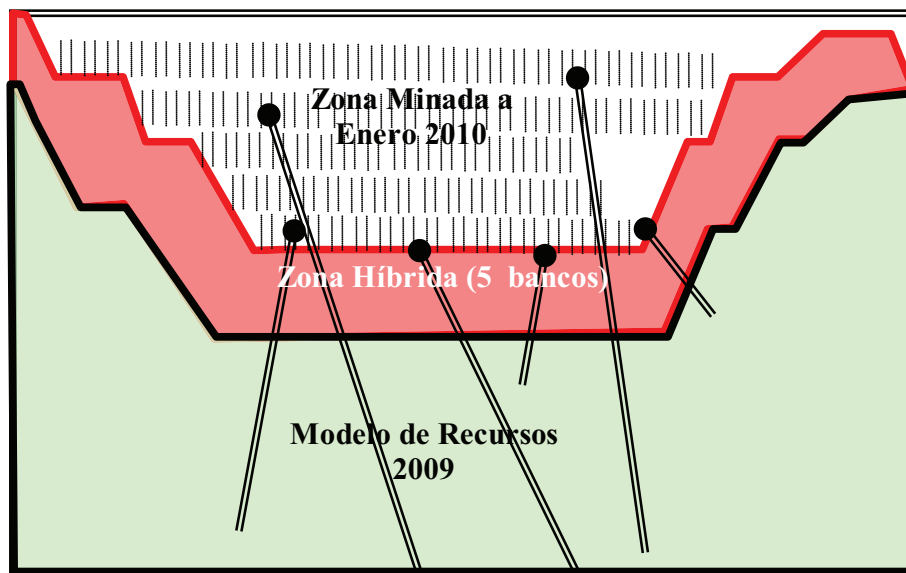 Zona Minada a
Enero 2010
Zona Híbrida (5 bancos)
Modelo de Recursos
2009